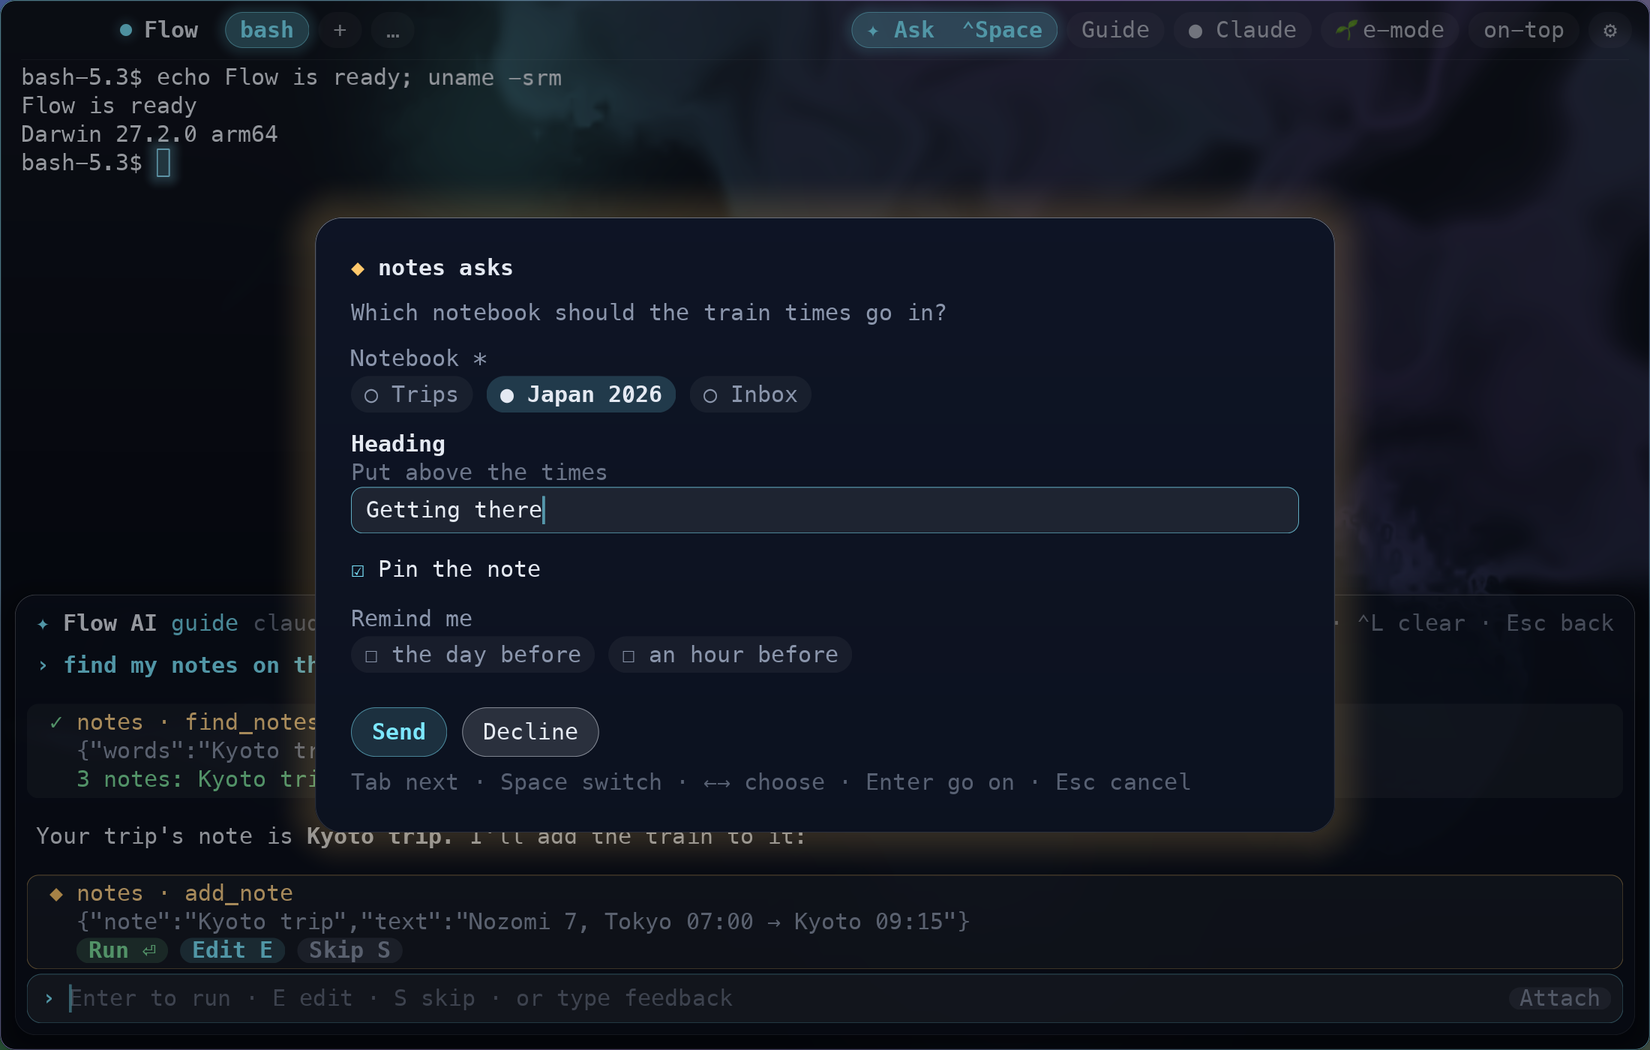 ● Flow bash + … ✦ Ask ^Space Guide ● Claude 🌱e-mode on-top ⚙
bash-5.3$ echo Flow is ready; uname -srm
Flow is ready
Darwin 27.2.0 arm64
bash-5.3$
◆ notes asks
Which notebook should the train times go in?
Notebook *
○ Trips ● Japan 2026 ○ Inbox
Heading
Put above the times
Getting there
☑ Pin the note
Remind me
☐ the day before ☐ an hour before
Send Decline
Tab next · Space switch · ←→ choose · Enter go on · Esc cancel
✦ Flow AI guide · ^L clear · Esc back
› find my notes on
✓ notes · find_notes
{"words":"Kyoto
3 notes: Kyoto
Your trip's note is Kyoto trip. I'll add the train to it:
◆ notes · add_note
{"note":"Kyoto trip","text":"Nozomi 7, Tokyo 07:00 → Kyoto 09:15"}
Run ⏎ Edit E Skip S
› Enter to run · E edit · S skip · or type feedback Attach